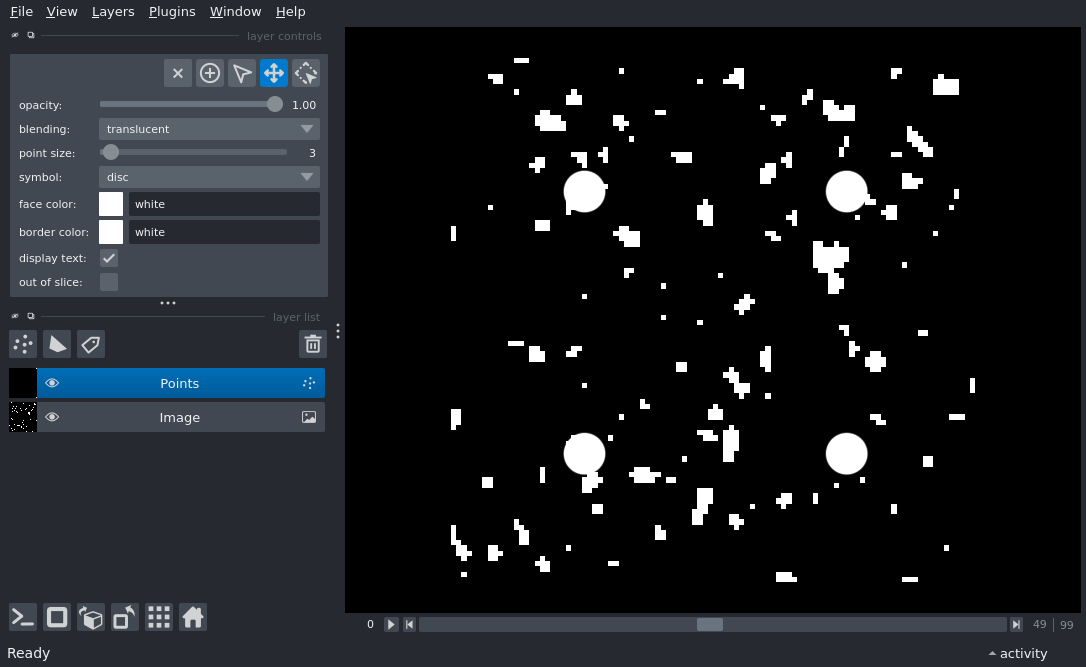 File View Layers Plugins Window Help
layer controls
opacity: 1.00
blending: translucent
point size: 3
symbol: disc
face color: white
border color: white
display text:
out of slice:
layer list
Points
Image
0 49 | 99
Ready activity